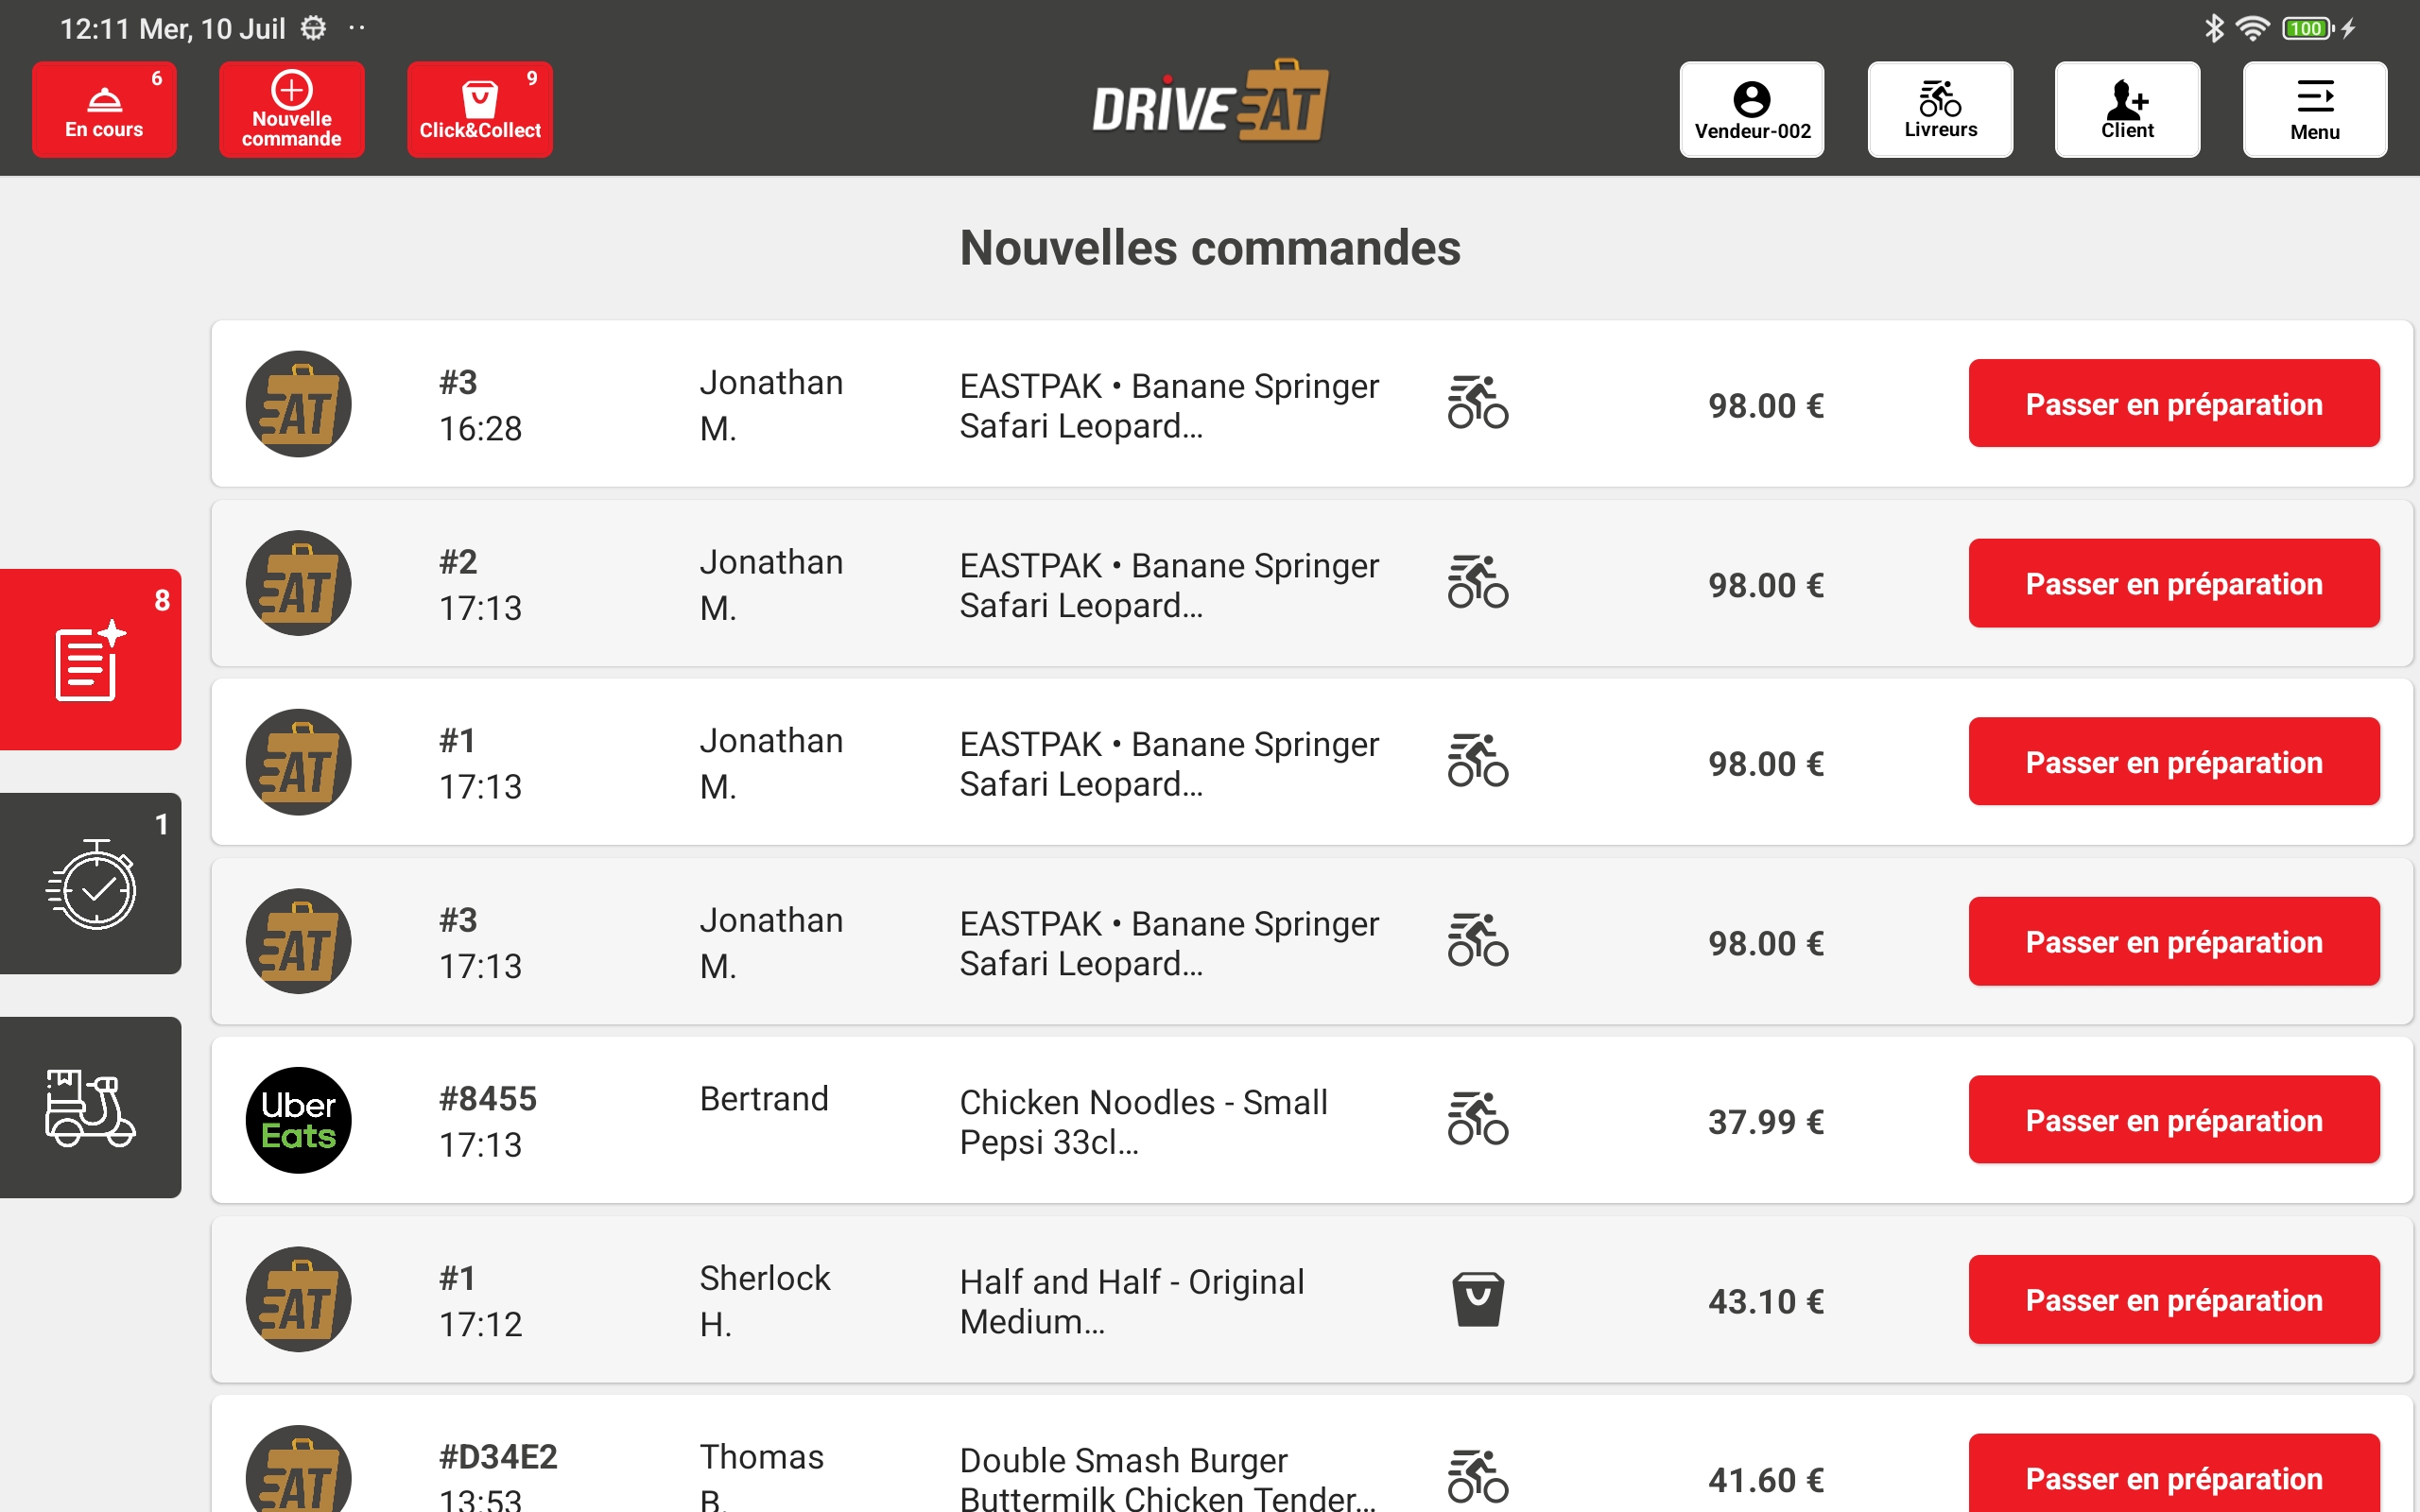 12:11 Mer, 10 Juil
100
6
En cours
Nouvelle
commande
9
Click&Collect
DRIVE EAT
Vendeur-002
Livreurs
Client
Menu
Nouvelles commandes
EAT
#3
16:28
Jonathan
M.
EASTPAK • Banane Springer
Safari Leopard...
98.00 €
Passer en préparation
EAT
#2
17:13
Jonathan
M.
EASTPAK • Banane Springer
Safari Leopard...
98.00 €
Passer en préparation
8
EAT
#1
17:13
Jonathan
M.
EASTPAK • Banane Springer
Safari Leopard...
98.00 €
Passer en préparation
1
EAT
#3
17:13
Jonathan
M.
EASTPAK • Banane Springer
Safari Leopard...
98.00 €
Passer en préparation
Uber
Eats
#8455
17:13
Bertrand
Chicken Noodles - Small
Pepsi 33cl...
37.99 €
Passer en préparation
EAT
#1
17:12
Sherlock
H.
Half and Half - Original
Medium...
43.10 €
Passer en préparation
EAT
#D34E2
13:53
Thomas
B.
Double Smash Burger
Buttermilk Chicken Tender...
41.60 €
Passer en préparation